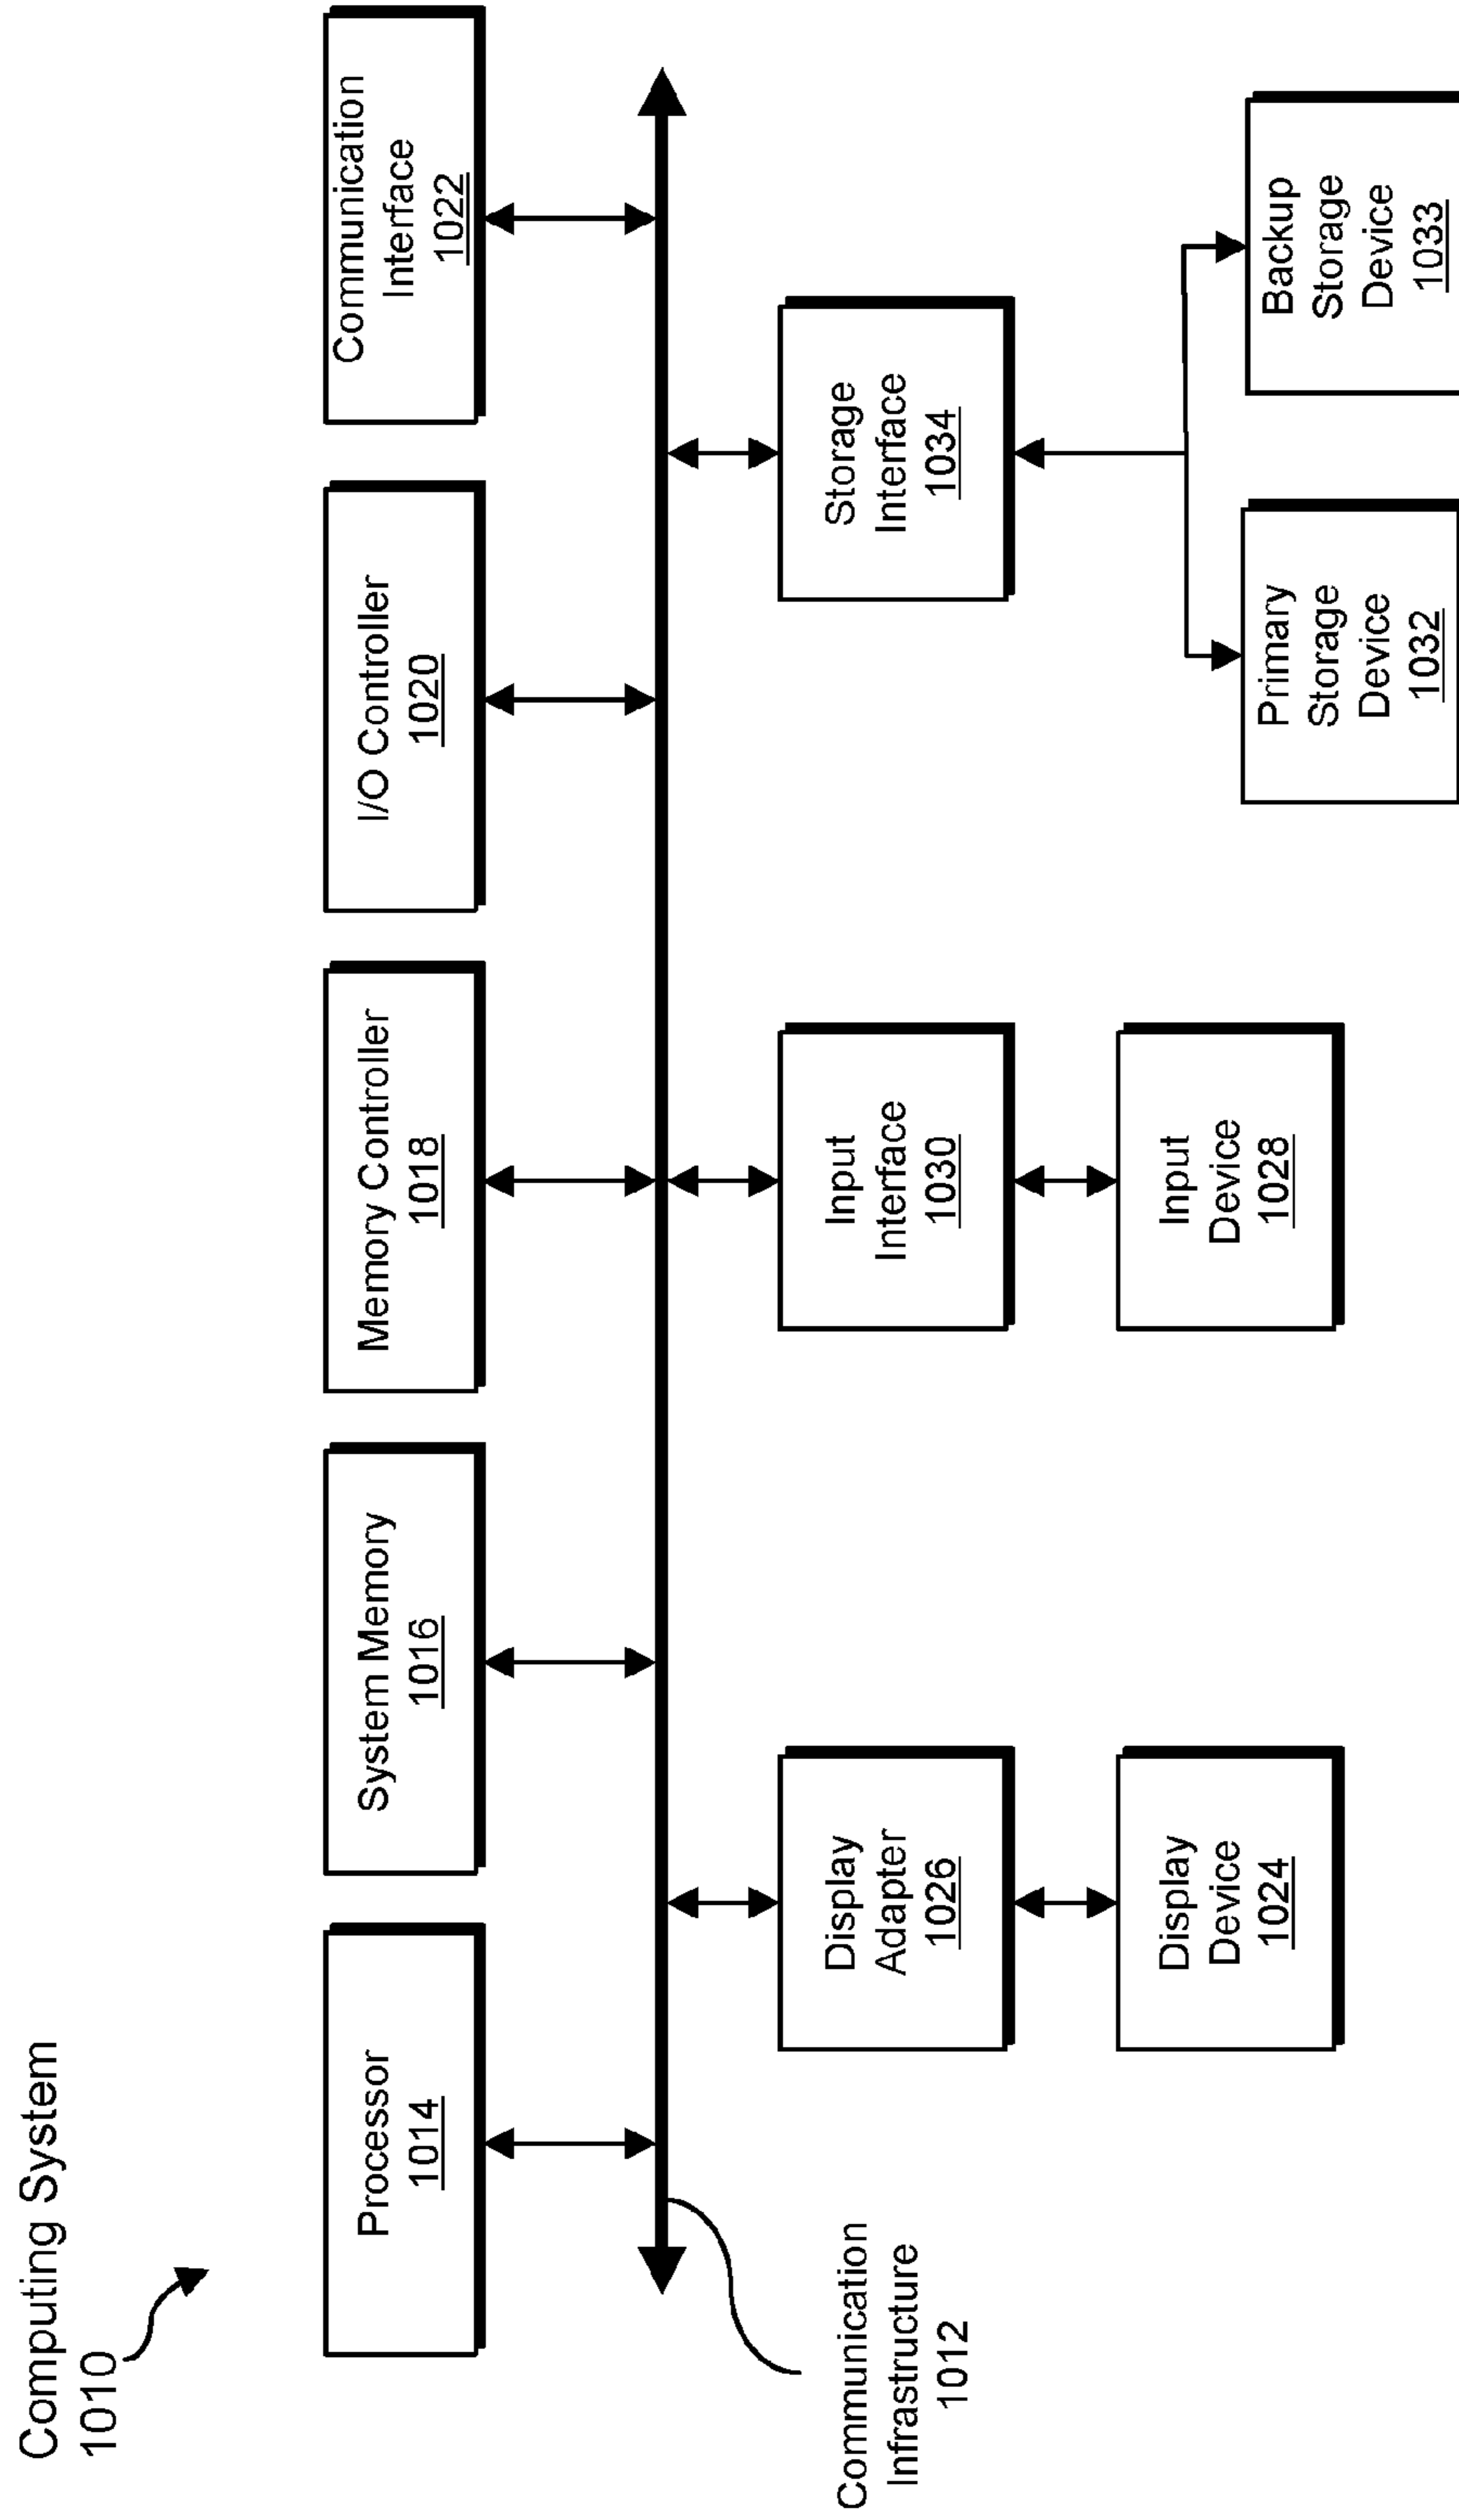 Computing System
1010
Processor
1014
System Memory
1016
Memory Controller
1018
I/O Controller
1020
Communication
Interface
1022
Communication
Infrastructure
1012
Display
Adapter
1026
Input
Interface
1030
Storage
Interface
1034
Display
Device
1024
Input
Device
1028
Primary
Storage
Device
1032
Backup
Storage
Device
1033